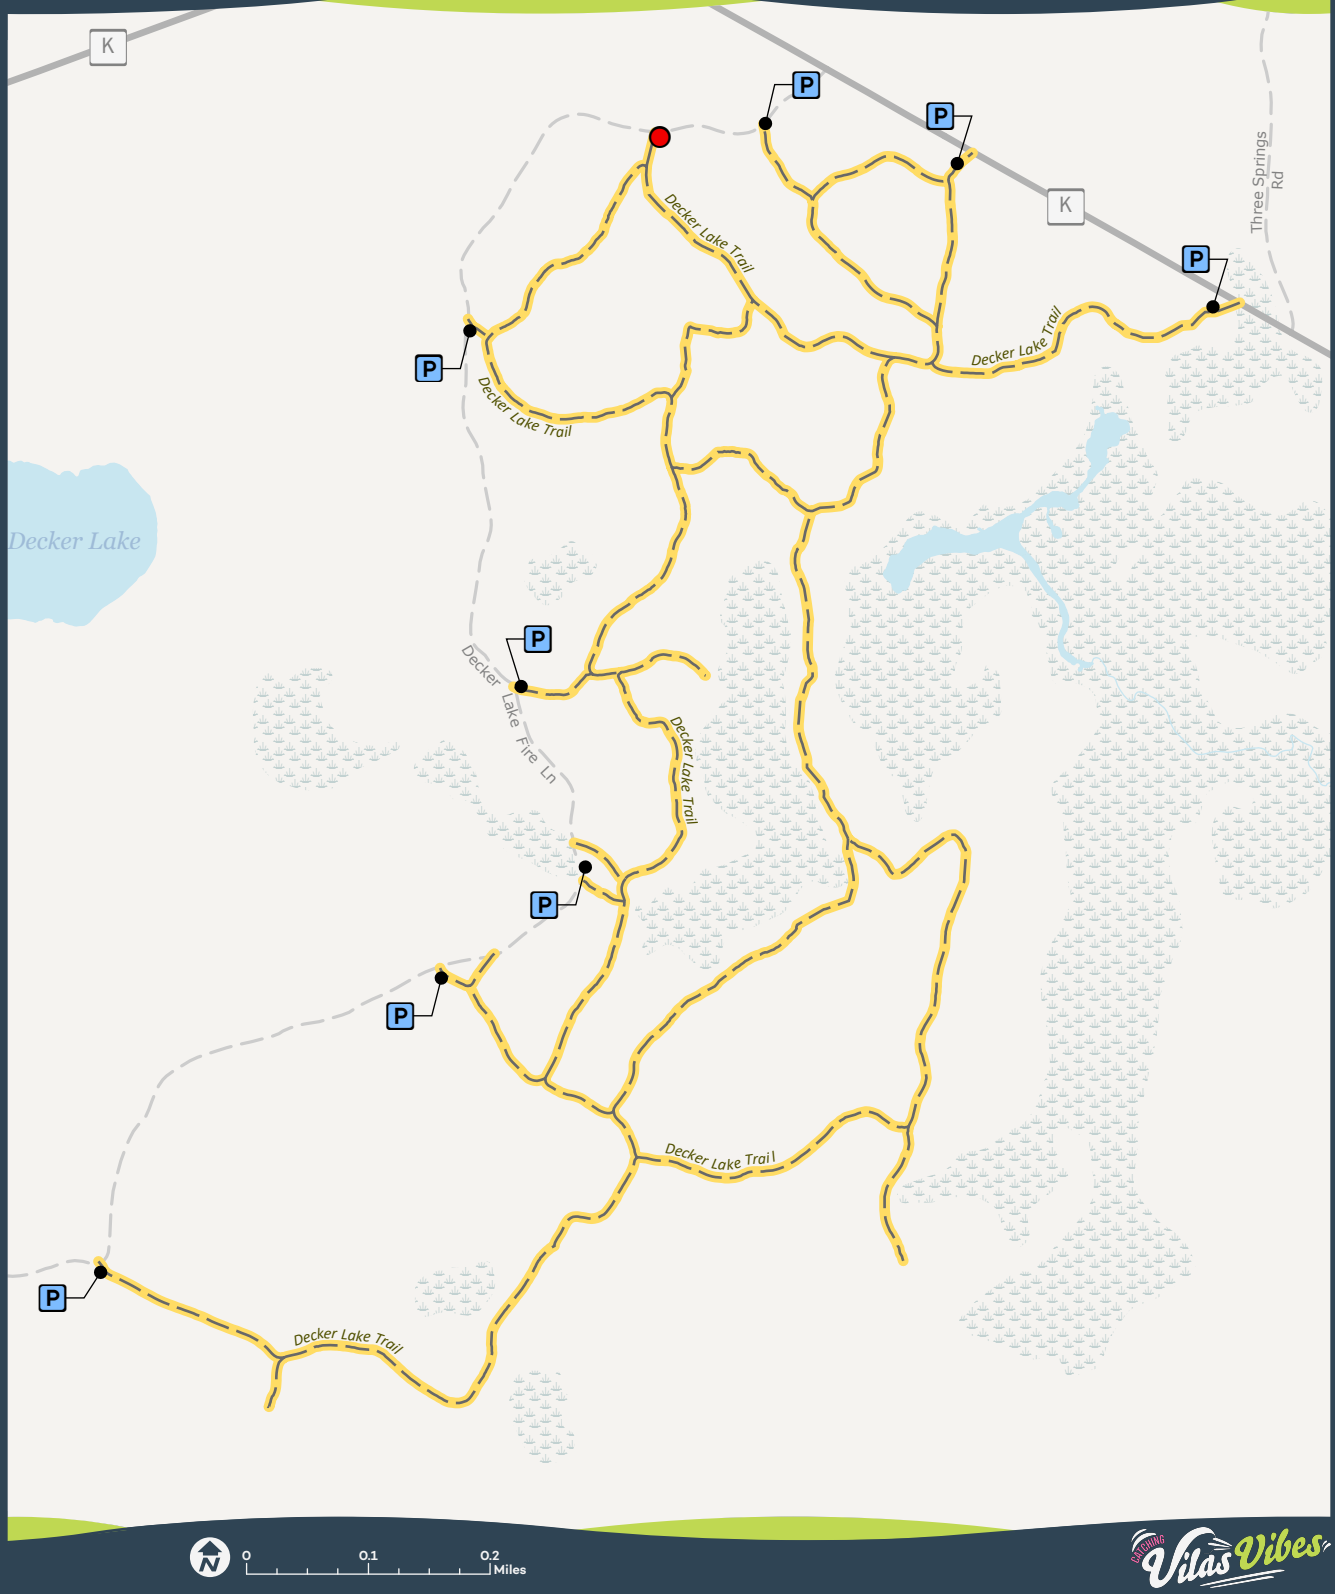 K
P
P
Three Springs
Rd
K
Decker Lake Trail
P
Decker Lake Trail
P
Decker Lake Trail
Decker Lake
P
Decker Lake Fire Ln
Decker Lake Trail
P
P
Decker Lake Trail
P
Decker Lake Trail
N
0 0.1 0.2
Miles
CATCHING
Vilas Vibes